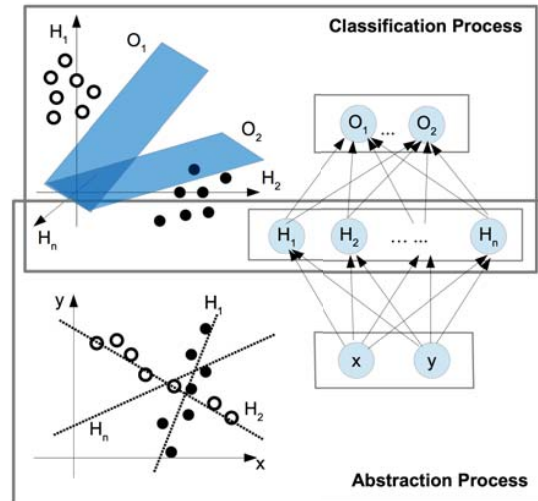 Classification Process
H1
O1
O2
H2
Hn
O1 ... O2
H1 H2 ... ... Hn
x y
y
H1
H2
Hn
x
Abstraction Process